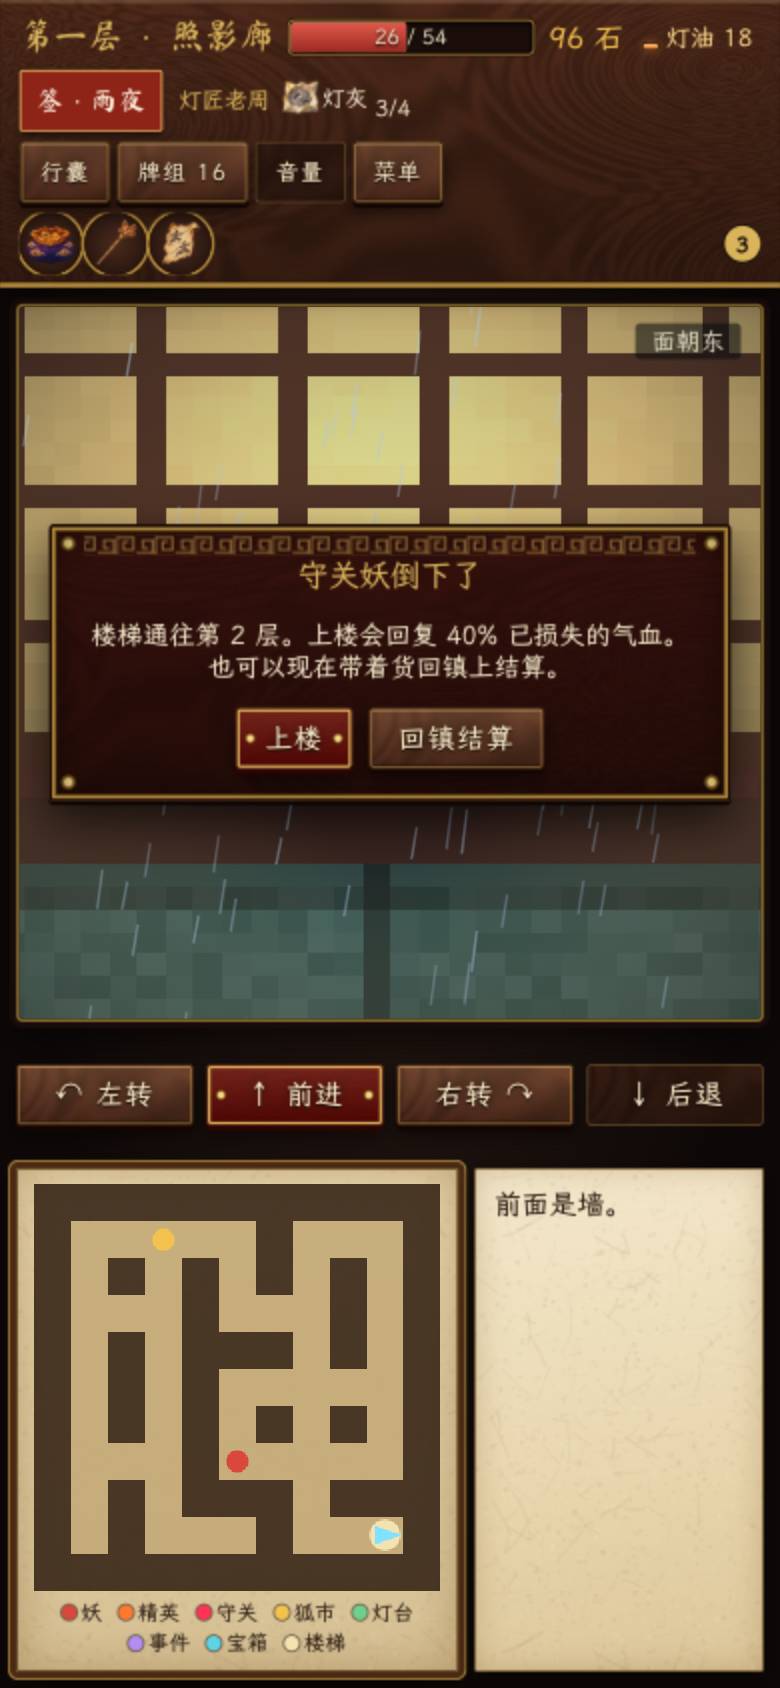 第一层 · 照影廊 26 / 54 96 石 灯油 18
签 · 雨夜 灯匠老周 灯灰 3/4
行囊 牌组 16 音量 菜单
3
面朝东
守关妖倒下了
楼梯通往第 2 层。上楼会回复 40% 已损失的气血。
也可以现在带着货回镇上结算。
上楼 回镇结算
↶ 左转 ↑ 前进 右转 ↷ ↓ 后退
前面是墙。
妖 精英 守关 狐市 灯台
事件 宝箱 楼梯